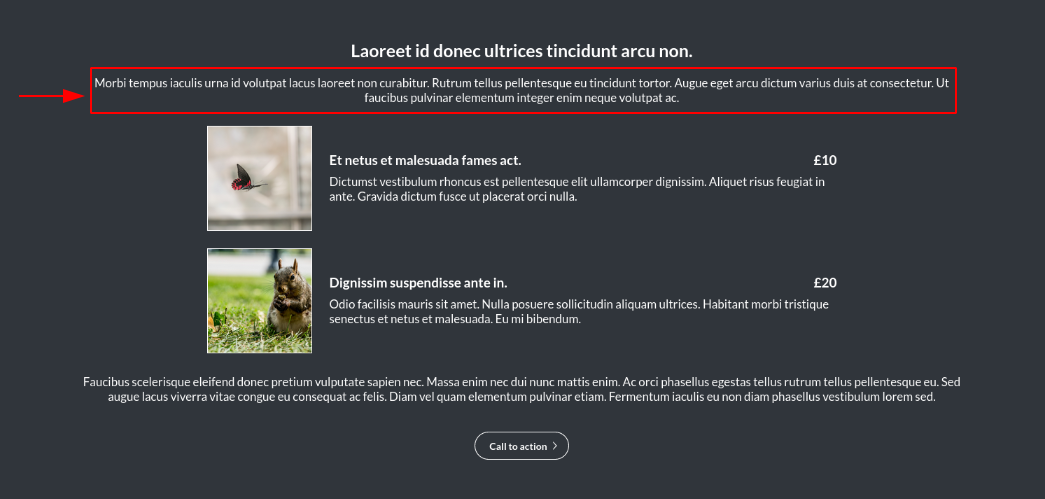 Laoreet id donec ultrices tincidunt arcu non.
Morbi tempus iaculis urna id volutpat lacus laoreet non curabitur. Rutrum tellus pellentesque eu tincidunt tortor. Augue eget arcu dictum varius duis at consectetur. Ut
faucibus pulvinar elementum integer enim neque volutpat ac.
Et netus et malesuada fames act. £10
Dictumst vestibulum rhoncus est pellentesque elit ullamcorper dignissim. Aliquet risus feugiat in
ante. Gravida dictum fusce ut placerat orci nulla.
Dignissim suspendisse ante in. £20
Odio facilisis mauris sit amet. Nulla posuere sollicitudin aliquam ultrices. Habitant morbi tristique
senectus et netus et malesuada. Eu mi bibendum.
Faucibus scelerisque eleifend donec pretium vulputate sapien nec. Massa enim nec dui nunc mattis enim. Ac orci phasellus egestas tellus rutrum tellus pellentesque eu. Sed
augue lacus viverra vitae congue eu consequat ac felis. Diam vel quam elementum pulvinar etiam. Fermentum iaculis eu non diam phasellus vestibulum lorem sed.
Call to action